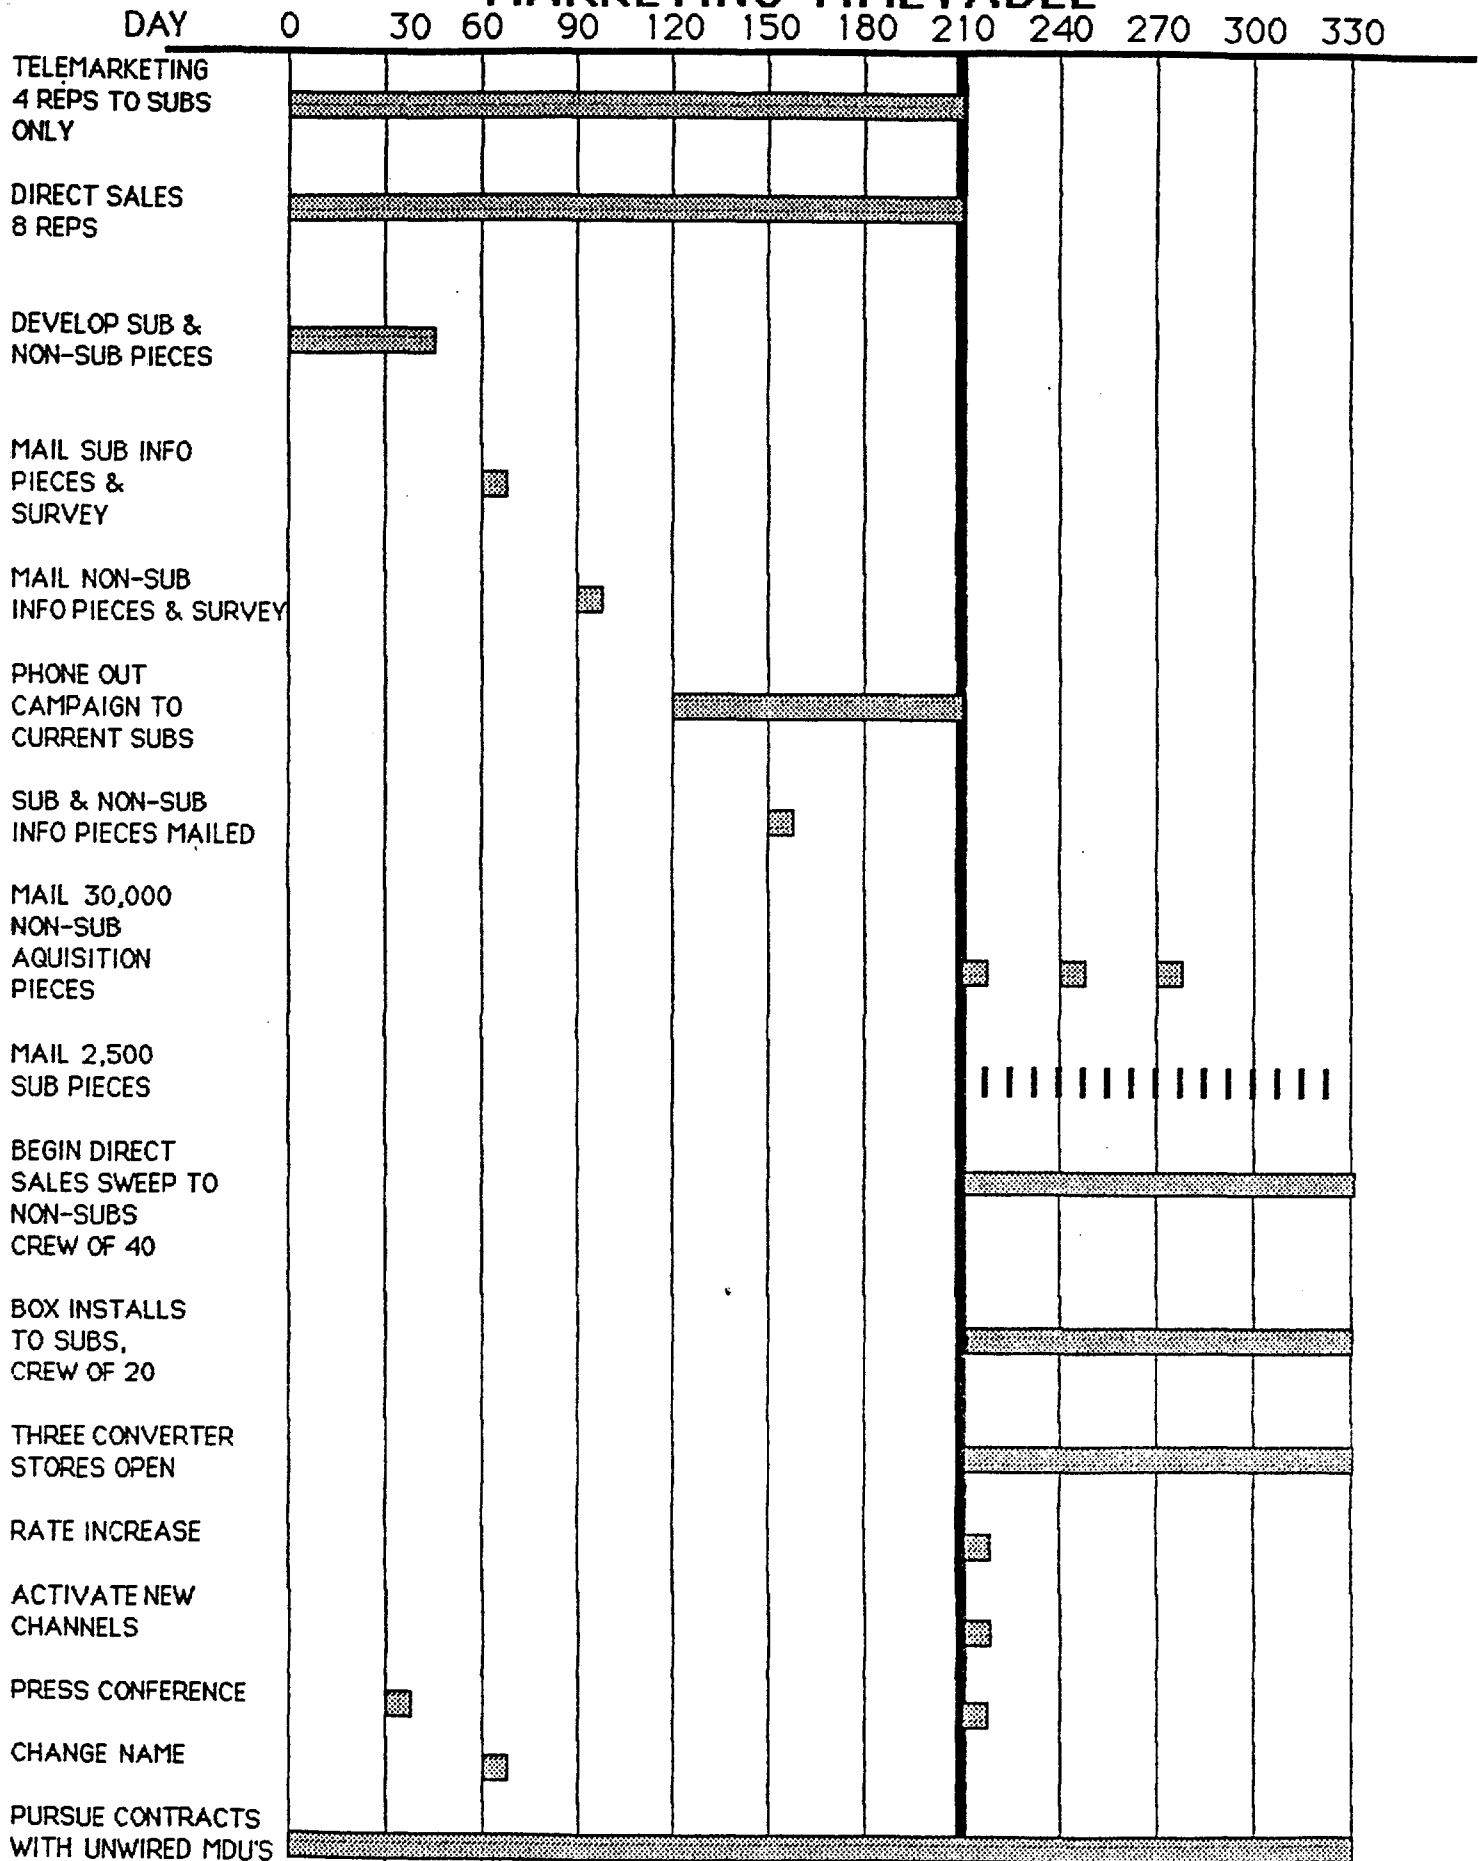 MARKETING TIMETABLE
DAY 0 30 60 90 120 150 180 210 240 270 300 330
TELEMARKETING
4 REPS TO SUBS
ONLY
DIRECT SALES
8 REPS
DEVELOP SUB &
NON-SUB PIECES
MAIL SUB INFO
PIECES &
SURVEY
MAIL NON-SUB
INFO PIECES & SURVEY
PHONE OUT
CAMPAIGN TO
CURRENT SUBS
SUB & NON-SUB
INFO PIECES MAILED
MAIL 30,000
NON-SUB
AQUISITION
PIECES
MAIL 2,500
SUB PIECES
BEGIN DIRECT
SALES SWEEP TO
NON-SUBS
CREW OF 40
BOX INSTALLS
TO SUBS,
CREW OF 20
THREE CONVERTER
STORES OPEN
RATE INCREASE
ACTIVATE NEW
CHANNELS
PRESS CONFERENCE
CHANGE NAME
PURSUE CONTRACTS
WITH UNWIRED MDU'S